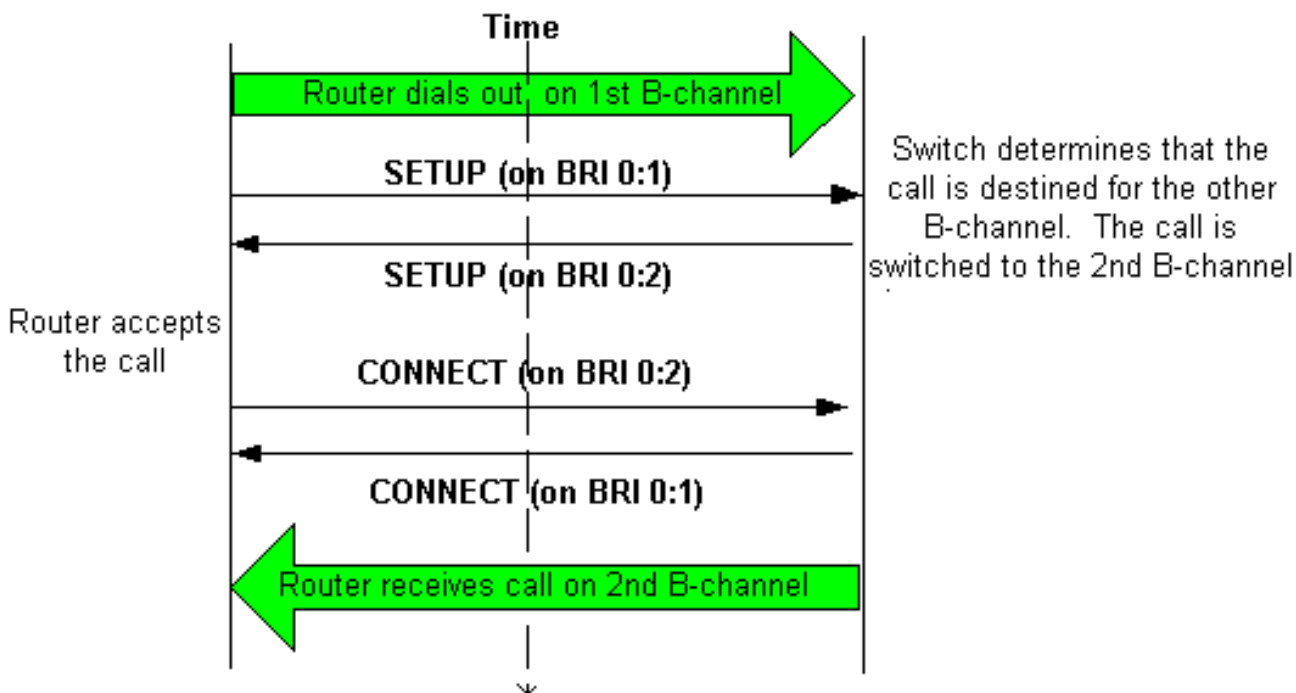 Time
Router dials out on 1st B-channel
SETUP (on BRI 0:1)
Switch determines that the
call is destined for the other
B-channel. The call is
switched to the 2nd B-channel
SETUP (on BRI 0:2)
Router accepts
the call
CONNECT (on BRI 0:2)
CONNECT (on BRI 0:1)
Router receives call on 2nd B-channel